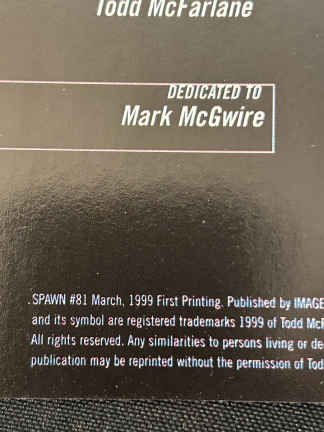 Todd McFarlane
DEDICATED TO
Mark McGwire
SPAWN #81 March, 1999 First Printing. Published by IMAGE
and its symbol are registered trademarks 1999 of Todd McF
All rights reserved. Any similarities to persons living or de
publication may be reprinted without the permission of Tod